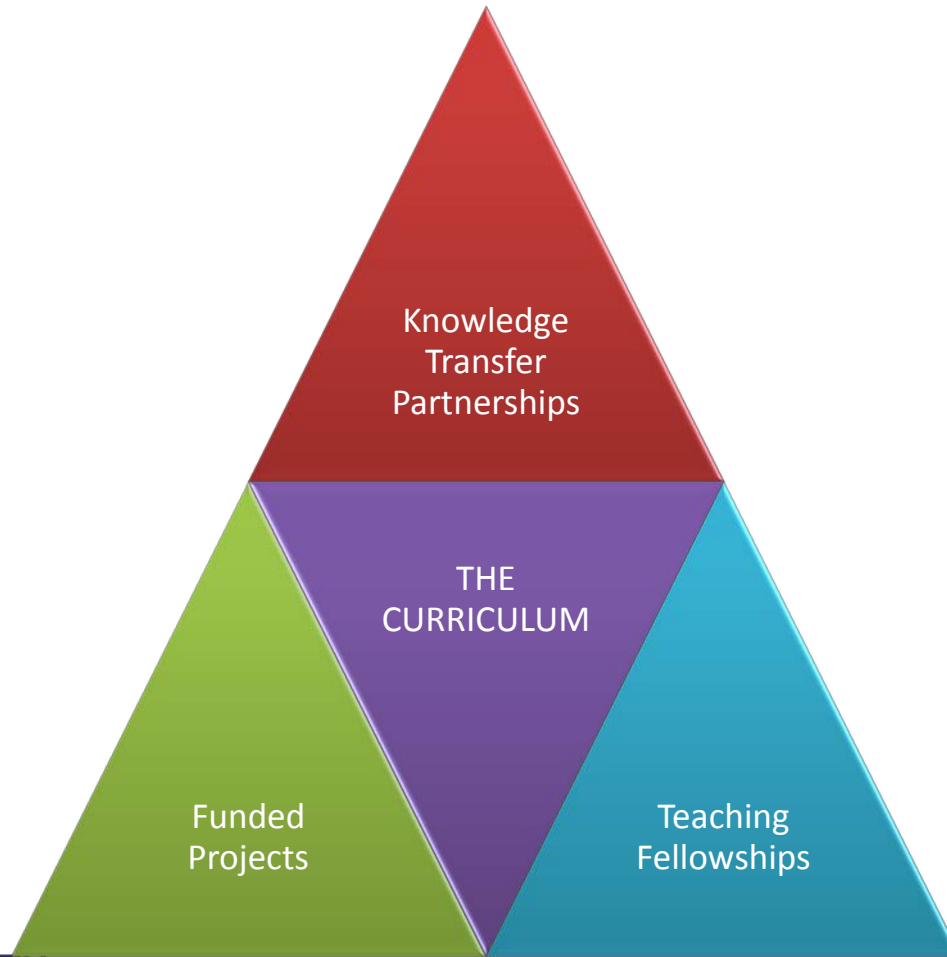 Knowledge
Transfer
Partnerships
THE
CURRICULUM
Funded
Projects
Teaching
Fellowships